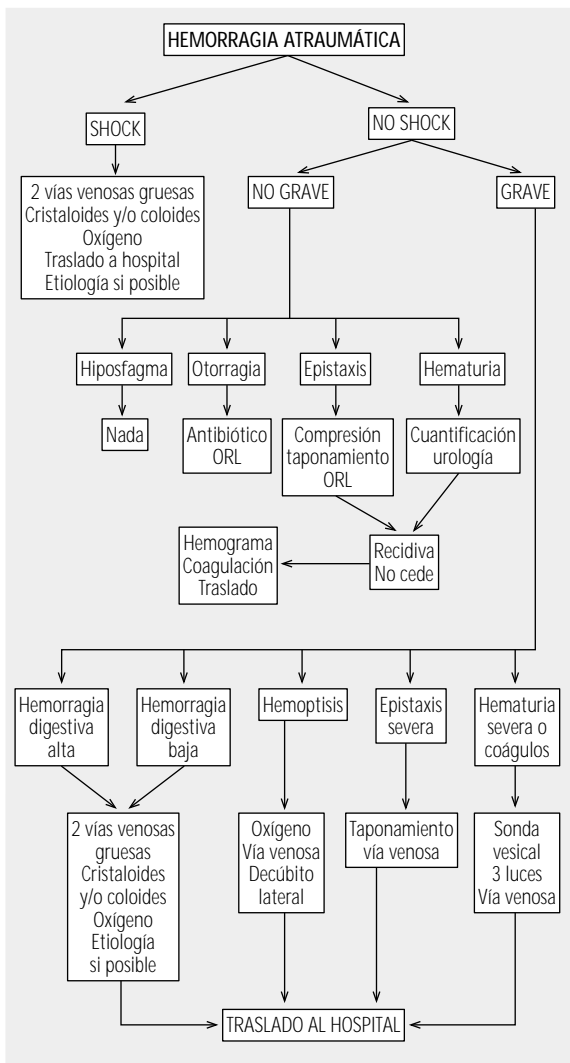 HEMORRAGIA ATRAUMÁTICA
SHOCK
NO SHOCK
2 vías venosas gruesas
Cristaloides y/o coloides
Oxígeno
Traslado a hospital
Etiología si posible
NO GRAVE
GRAVE
Hiposfagma
Otorragia
Epistaxis
Hematuria
Nada
Antibiótico
ORL
Compresión
taponamiento
ORL
Cuantificación
urología
Hemograma
Coagulación
Traslado
Recidiva
No cede
Hemorragia
digestiva
alta
Hemorragia
digestiva
baja
Hemoptisis
Epistaxis
severa
Hematuria
severa o
coágulos
2 vías venosas
gruesas
Cristaloides
y/o coloides
Oxígeno
Etiología
si posible
Oxígeno
Vía venosa
Decúbito
lateral
Taponamiento
vía venosa
Sonda
vesical
3 luces
Vía venosa
TRASLADO AL HOSPITAL